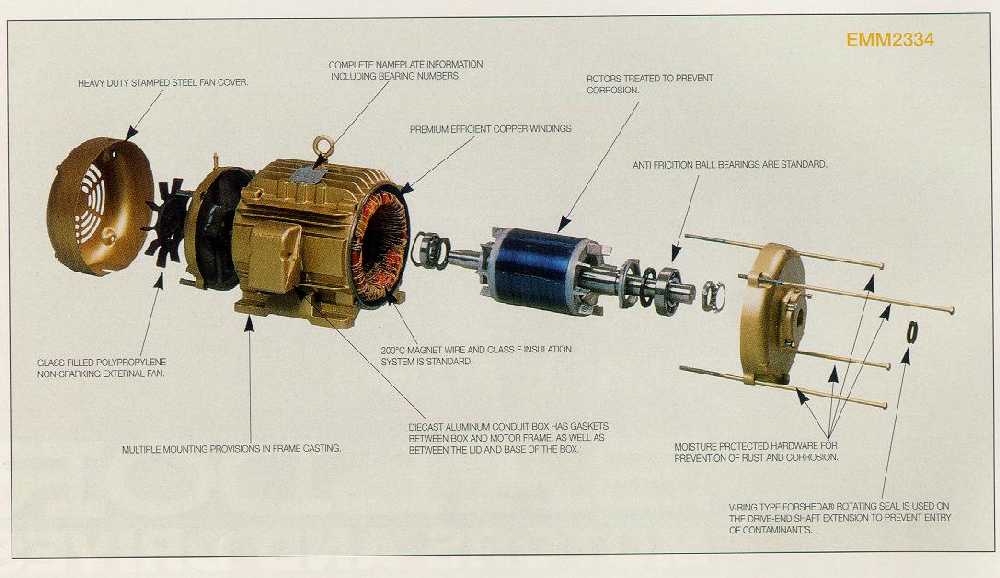 EMM2334
COMPLETE NAMEPLATE INFORMATION
INCLUDING BEARING NUMBERS
HEAVY DUTY STAMPED STEEL FAN COVER.
ROTORS TREATED TO PREVENT
CORROSION.
PREMIUM EFFICIENT COPPER WINDINGS
ANTI FRICITION BALL BEARINGS ARE STANDARD.
GLASS FILLED POLYPROPYLENE
NON-SPARKING EXTERNAL FAN.
200°C MAGNET WIRE AND CLASS F INSULATION
SYSTEM IS STANDARD
MULTIPLE MOUNTING PROVISIONS IN FRAME CASTING.
DIECAST ALUMINUM CONDUIT BOX HAS GASKETS
BETWEEN BOX AND MOTOR FRAME, AS WELL AS
BETWEEN THE LID AND BASE OF THE BOX.
MOISTURE PROTECTED HARDWARE FOR
PREVENTION OF RUST AND CORROSION.
V-RING TYPE FORSHEDA® ROTATING SEAL IS USED ON
THE DRIVE-END SHAFT EXTENSION TO PREVENT ENTRY
OF CONTAMINANTS.